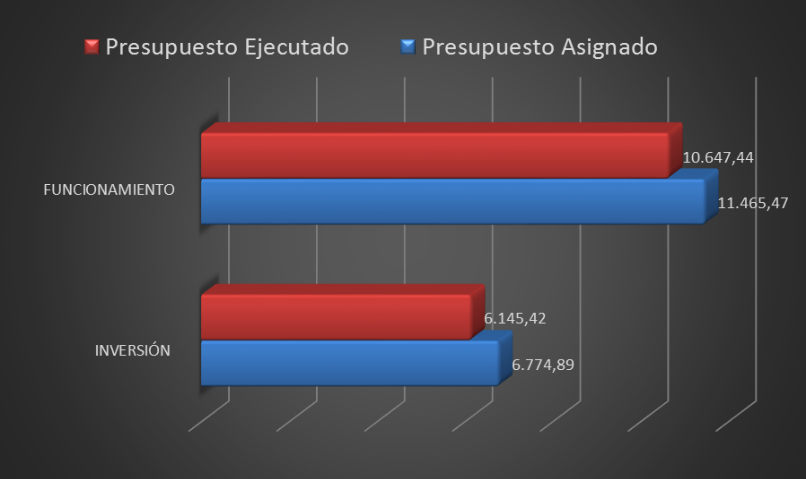 Presupuesto Ejecutado
Presupuesto Asignado
FUNCIONAMIENTO
10.647,44
11.465,47
INVERSIÓN
6.145,42
6.774,89